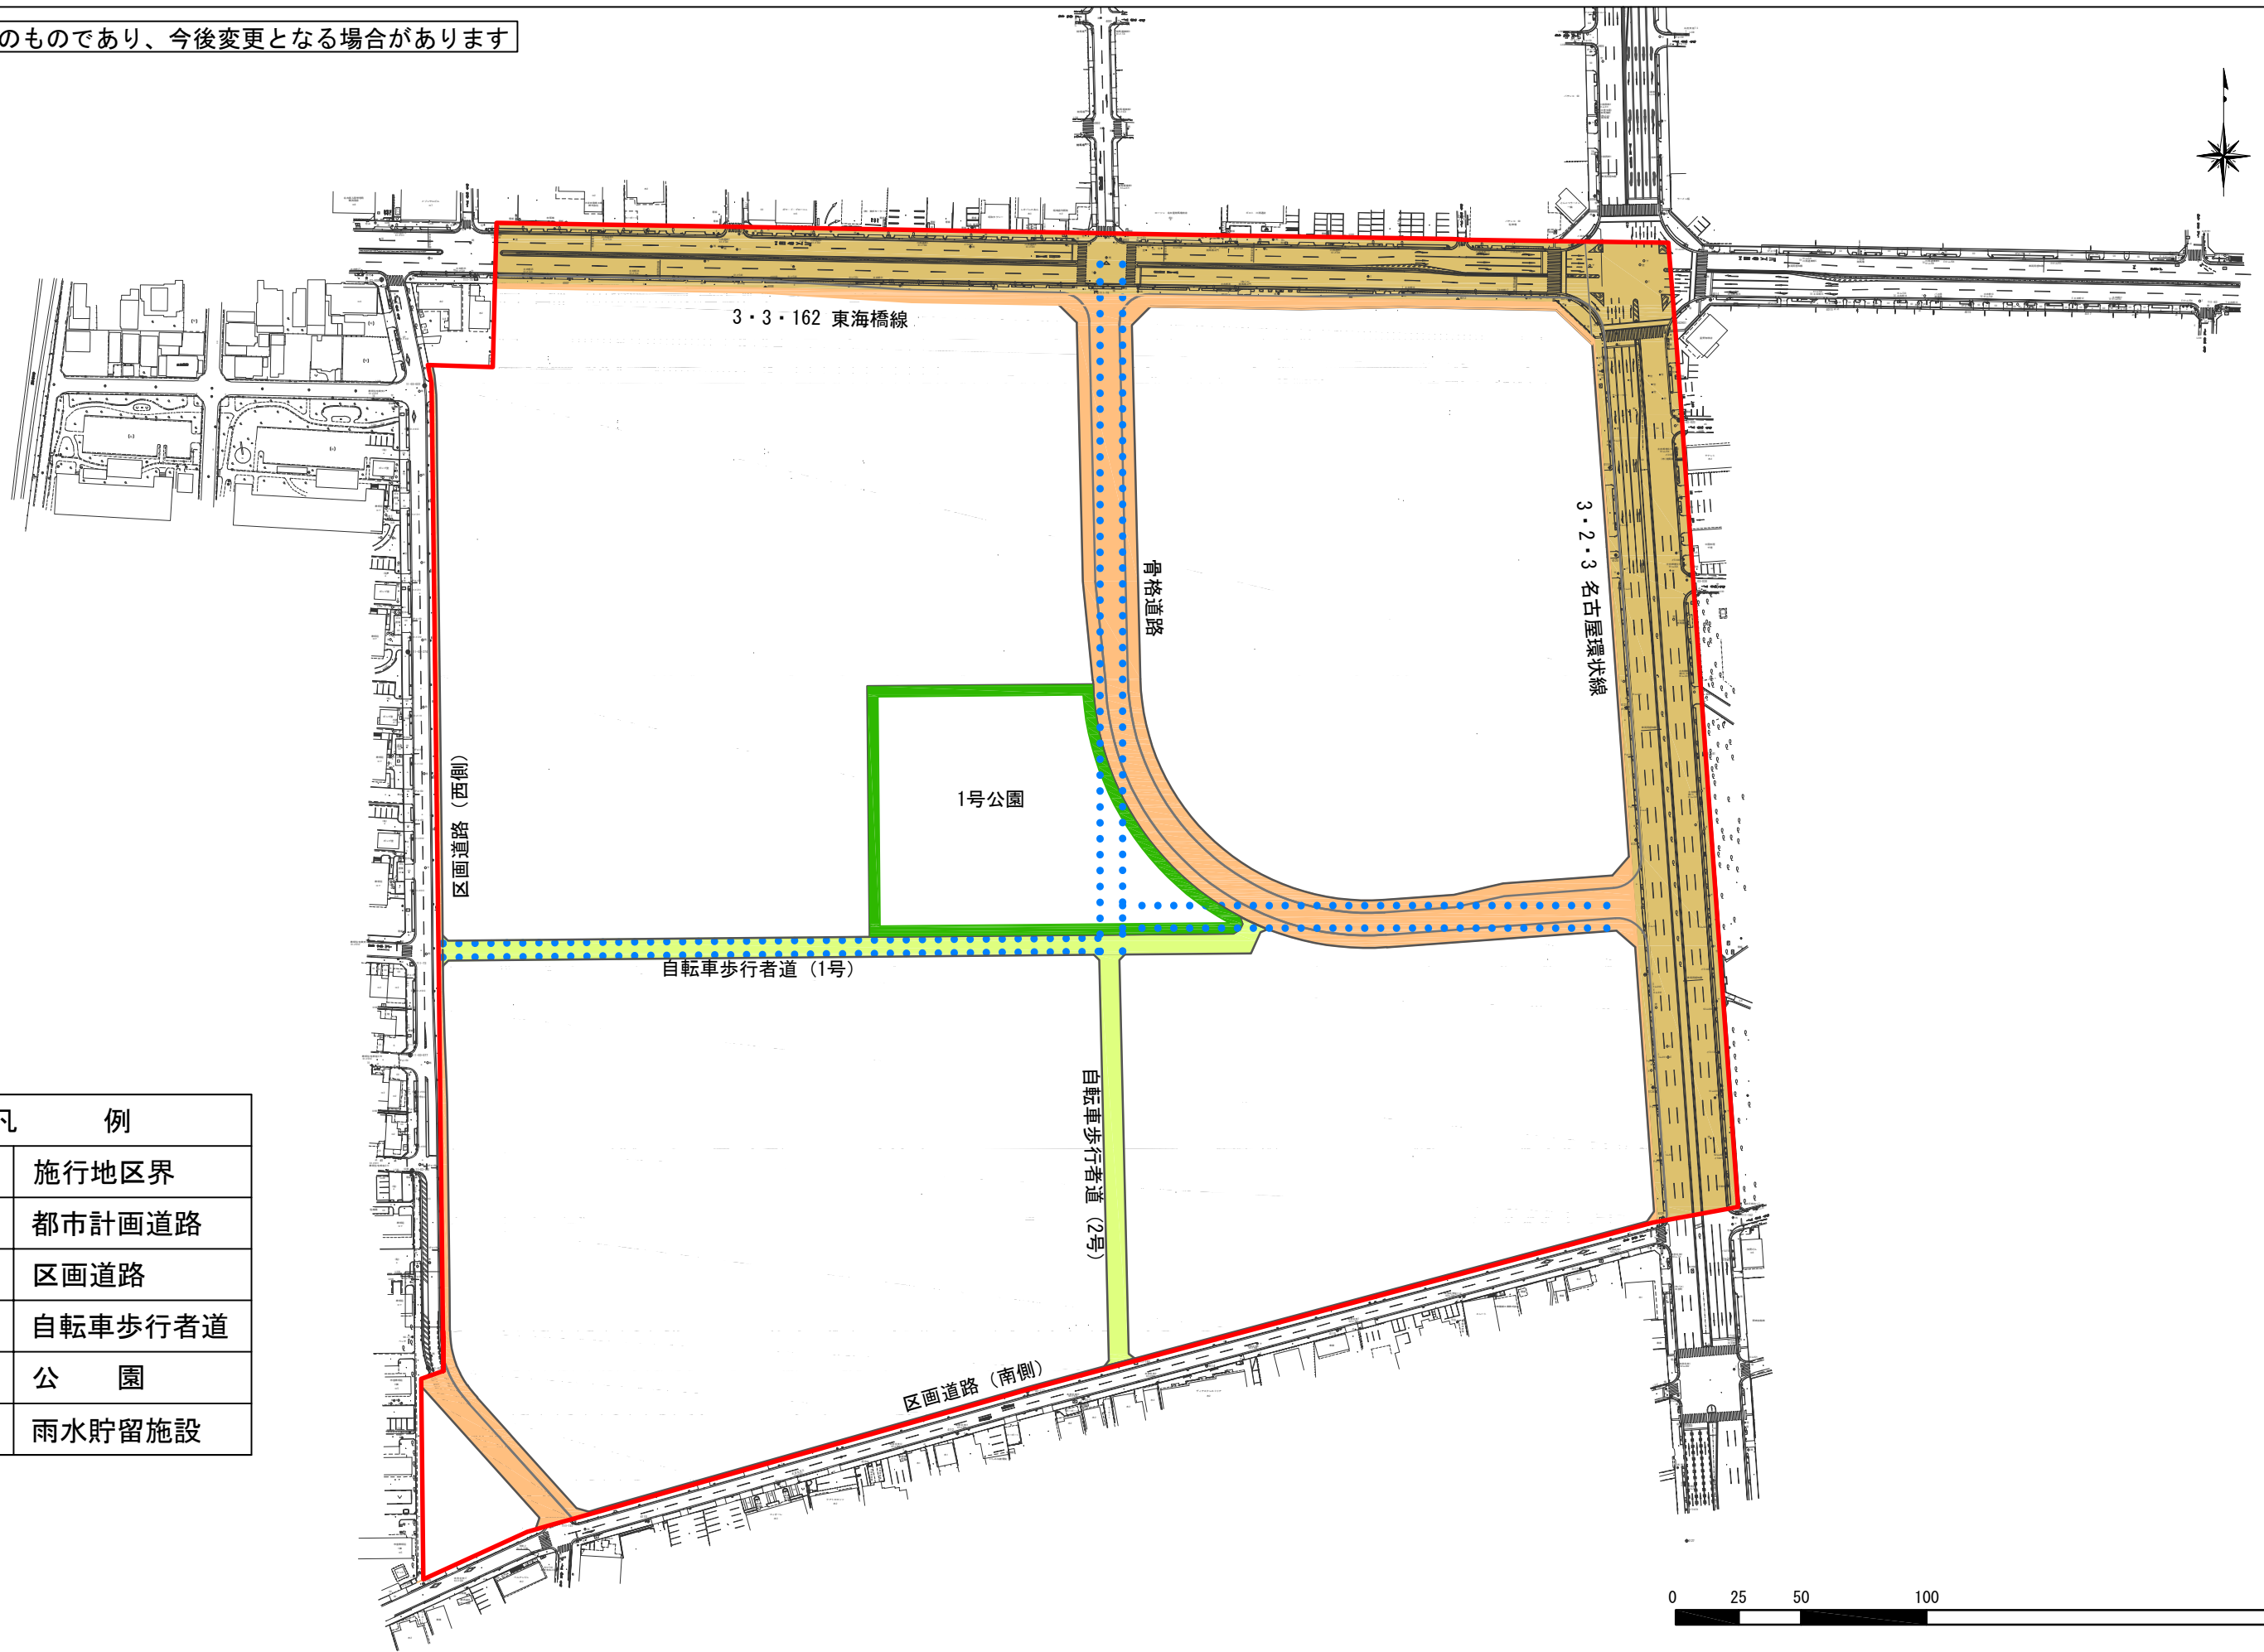 のものであり、今後変更となる場合があります
3・3・162 東海橋線
骨格道路
3・2・3 名古屋環状線
区画道路（西側）
1号公園
自転車歩行者道（1号）
自転車歩行者道（2号）
区画道路（南側）
凡 例
施行地区界
都市計画道路
区画道路
自転車歩行者道
公 園
雨水貯留施設
0 25 50 100